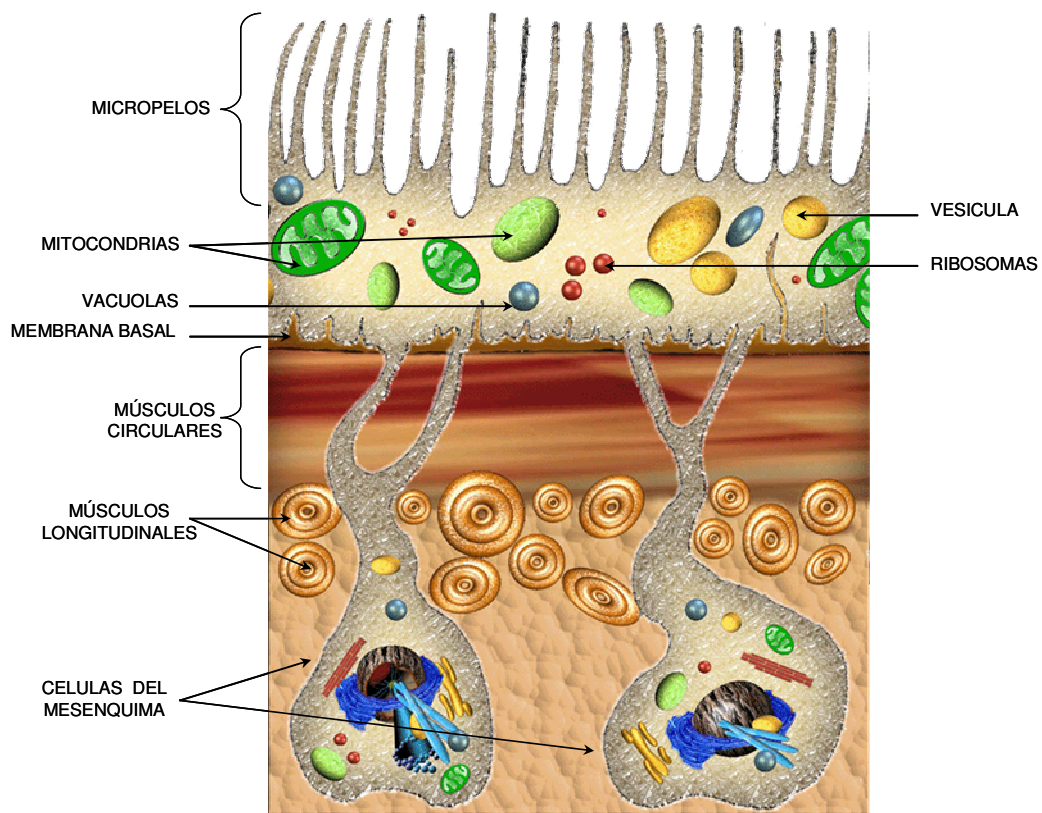 MICROPELOS
VESICULA
MITOCONDRIAS
RIBOSOMAS
VACUOLAS
MEMBRANA BASAL
MÚSCULOS
CIRCULARES
MÚSCULOS
LONGITUDINALES
CELULAS DEL
MESENQUIMA